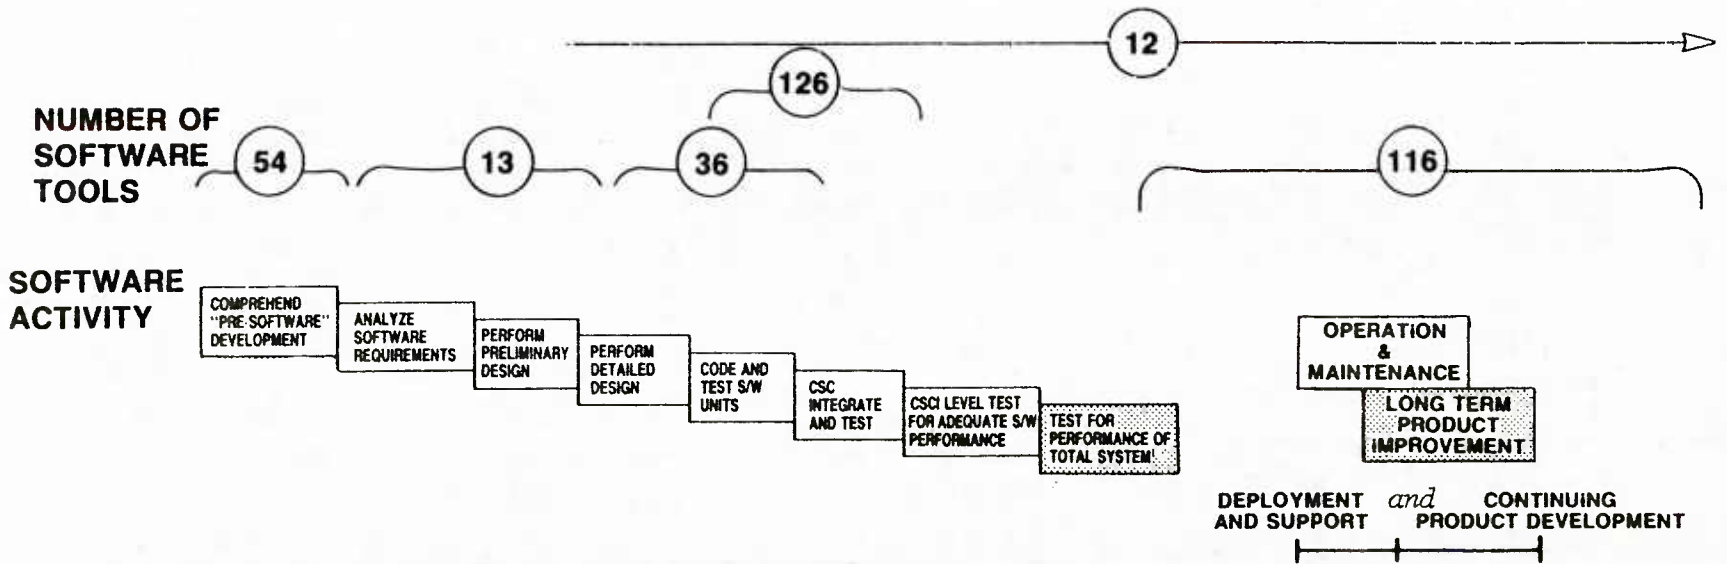 12
126
NUMBER OF
SOFTWARE
TOOLS
54
13
36
116
SOFTWARE
ACTIVITY
COMPREHEND
"PRE-SOFTWARE"
DEVELOPMENT
ANALYZE
SOFTWARE
REQUIREMENTS
PERFORM
PRELIMINARY
DESIGN
PERFORM
DETAILED
DESIGN
CODE AND
TEST S/W
UNITS
CSC
INTEGRATE
AND TEST
CSCI LEVEL TEST
FOR ADEQUATE S/W
PERFORMANCE
TEST FOR
PERFORMANCE OF
TOTAL SYSTEM
OPERATION
&
MAINTENANCE
LONG TERM
PRODUCT
IMPROVEMENT
DEPLOYMENT and CONTINUING
AND SUPPORT PRODUCT DEVELOPMENT